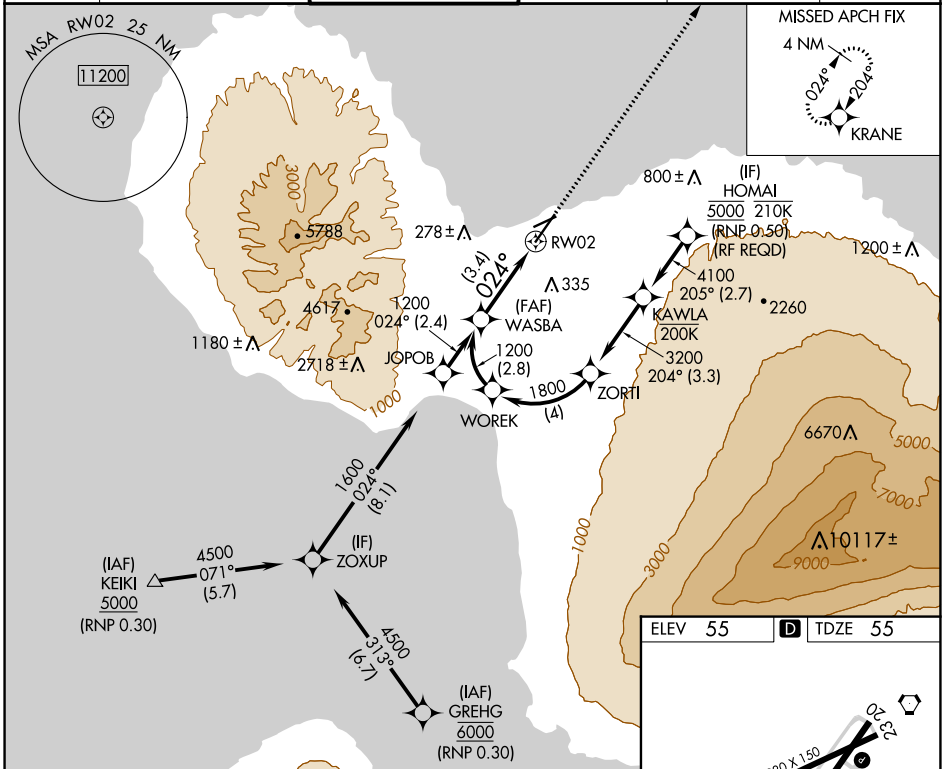 MSA RW02 25 NM
11200
MISSED APCH FIX
4 NM
024°
204°
KRANE
3000
5788
4617
278±
800±
(IF)
HOMAI
5000 210K
(RNP 0.50)
(RF REQD)
1200±
RW02
(3.4)
024°
335
4100
205° (2.7)
2260
(FAF)
WASBA
KAWLA
200K
1200
024° (2.4)
1180±
2718±
JOPOB
1200
(2.8)
3200
204° (3.3)
ZORTI
1800
(4)
WOREK
1000
6670
5000
7000
1600
024°
(8.1)
10117±
9000
1000
3000
(IF)
ZOXUP
4500
071°
(5.7)
(IAF)
KEIKI
5000
(RNP 0.30)
4500
313°
(6.7)
(IAF)
GREHG
6000
(RNP 0.30)
ELEV 55
D
TDZE 55
20
23
X 150
P